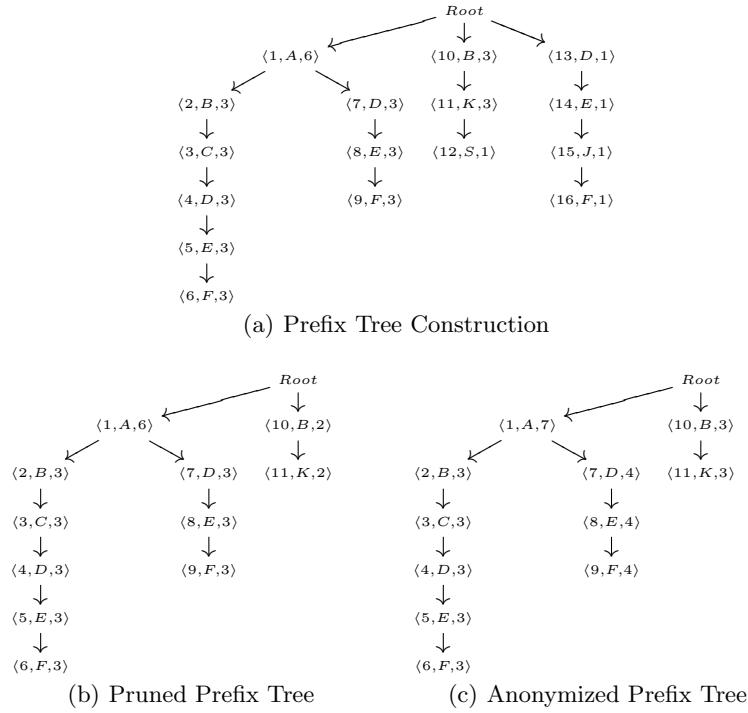 Root
⟨1,A,6⟩ ⟨10,B,3⟩ ⟨13,D,1⟩
⟨2,B,3⟩ ⟨7,D,3⟩ ⟨11,K,3⟩ ⟨14,E,1⟩
⟨3,C,3⟩ ⟨8,E,3⟩ ⟨12,S,1⟩ ⟨15,J,1⟩
⟨4,D,3⟩ ⟨9,F,3⟩ ⟨16,F,1⟩
⟨5,E,3⟩
⟨6,F,3⟩
(a) Prefix Tree Construction
Root
⟨1,A,6⟩ ⟨10,B,2⟩
⟨2,B,3⟩ ⟨7,D,3⟩ ⟨11,K,2⟩
⟨3,C,3⟩ ⟨8,E,3⟩
⟨4,D,3⟩ ⟨9,F,3⟩
⟨5,E,3⟩
⟨6,F,3⟩
(b) Pruned Prefix Tree
Root
⟨1,A,7⟩ ⟨10,B,3⟩
⟨2,B,3⟩ ⟨7,D,4⟩ ⟨11,K,3⟩
⟨3,C,3⟩ ⟨8,E,4⟩
⟨4,D,3⟩ ⟨9,F,4⟩
⟨5,E,3⟩
⟨6,F,3⟩
(c) Anonymized Prefix Tree